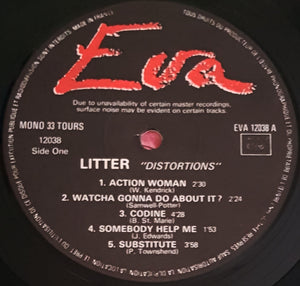 MADE IN FRANCE
Eva
Due to unavailability of certain master recordings,
surface noise may be evident on certain tracks.
MONO 33 TOURS
EVA 12038 A
12038
Side One
LITTER "DISTORTIONS"
1. ACTION WOMAN 2'30
(W. Kendrick)
2. WATCHA GONNA DO ABOUT IT? 2'24
(Samwell-Potter)
3. CODINE 4'28
(B. St. Marie)
4. SOMEBODY HELP ME 1'53
(J. Edwards)
5. SUBSTITUTE 3'58
(P. Townshend)